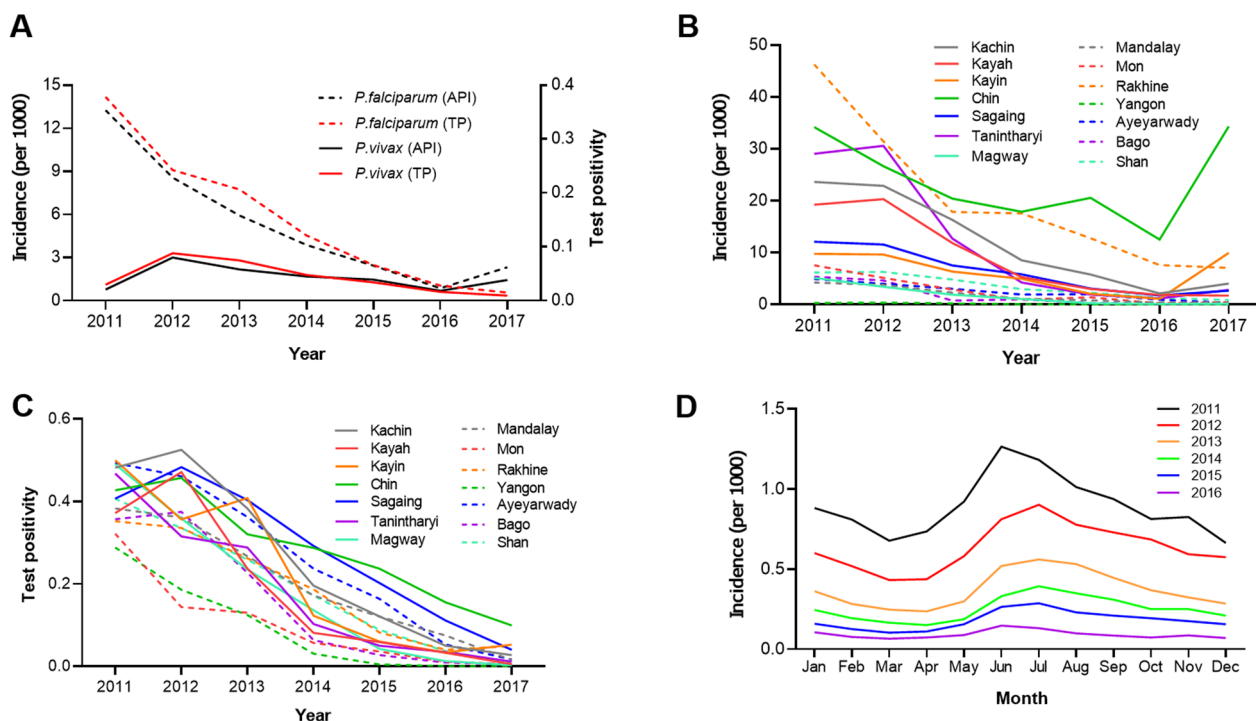 A
Incidence (per 1000)
15
12
9
6
3
0
0.4
0.3
0.2
0.1
0.0
Test positivity
P.falciparum (API)
P.falciparum (TP)
P.vivax (API)
P.vivax (TP)
2011 2012 2013 2014 2015 2016 2017
Year
B
Incidence (per 1000)
50
40
30
20
10
0
Kachin
Kayah
Kayin
Chin
Sagaing
Tanintharyi
Magway
Mandalay
Mon
Rakhine
Yangon
Ayeyarwady
Bago
Shan
2011 2012 2013 2014 2015 2016 2017
Year
C
Test positivity
0.6
0.4
0.2
0.0
Kachin
Kayah
Kayin
Chin
Sagaing
Tanintharyi
Magway
Mandalay
Mon
Rakhine
Yangon
Ayeyarwady
Bago
Shan
2011 2012 2013 2014 2015 2016 2017
Year
D
Incidence (per 1000)
1.5
1.0
0.5
0.0
2011
2012
2013
2014
2015
2016
Jan Feb Mar Apr May Jun Jul Aug Sep Oct Nov Dec
Month